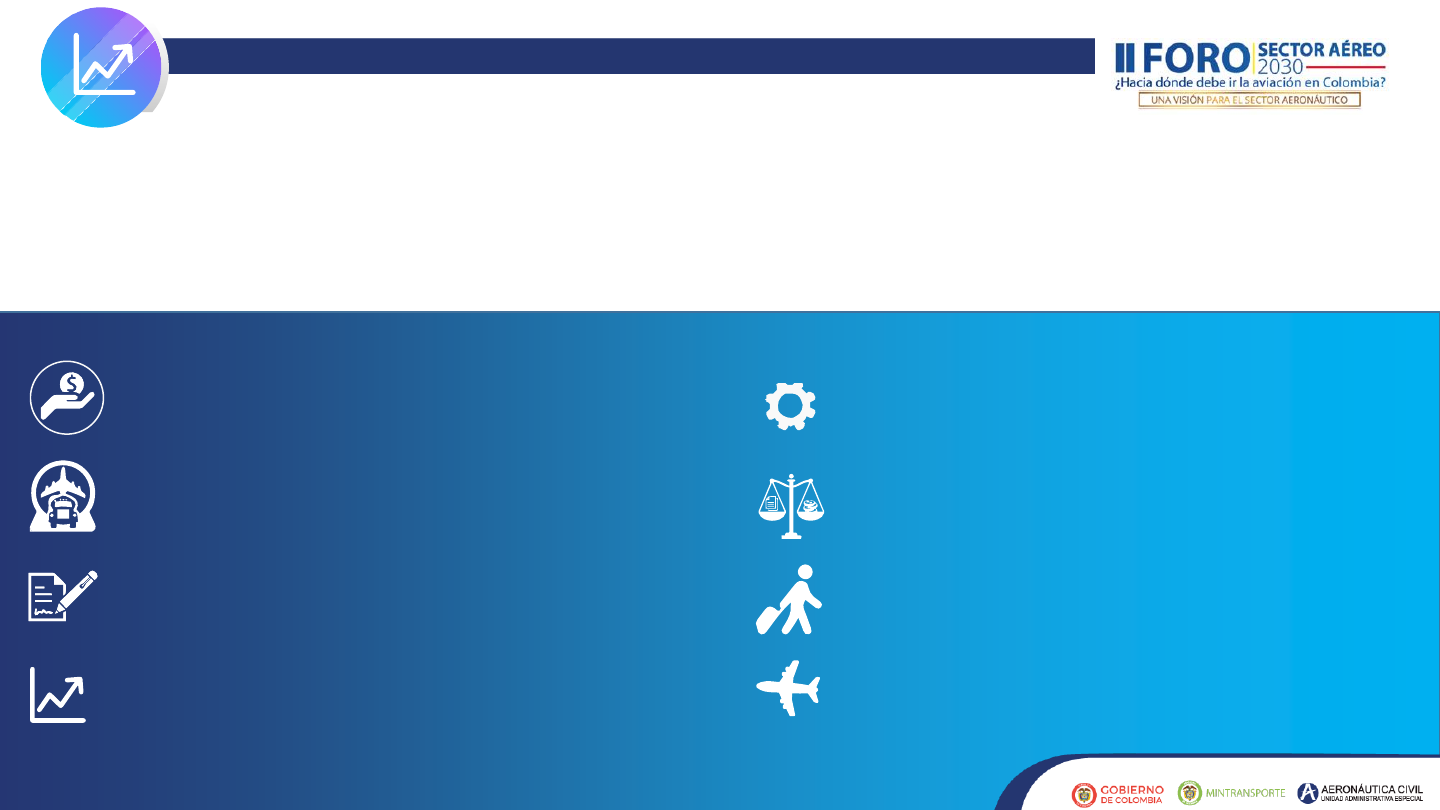 II FORO SECTOR AÉREO
2030
¿Hacia dónde debe ir la aviación en Colombia?
UNA VISIÓN PARA EL SECTOR AERONÁUTICO
$
GOBIERNO
DE COLOMBIA
MINTRANSPORTE
AERONÁUTICA CIVIL
UNIDAD ADMINISTRATIVA ESPECIAL